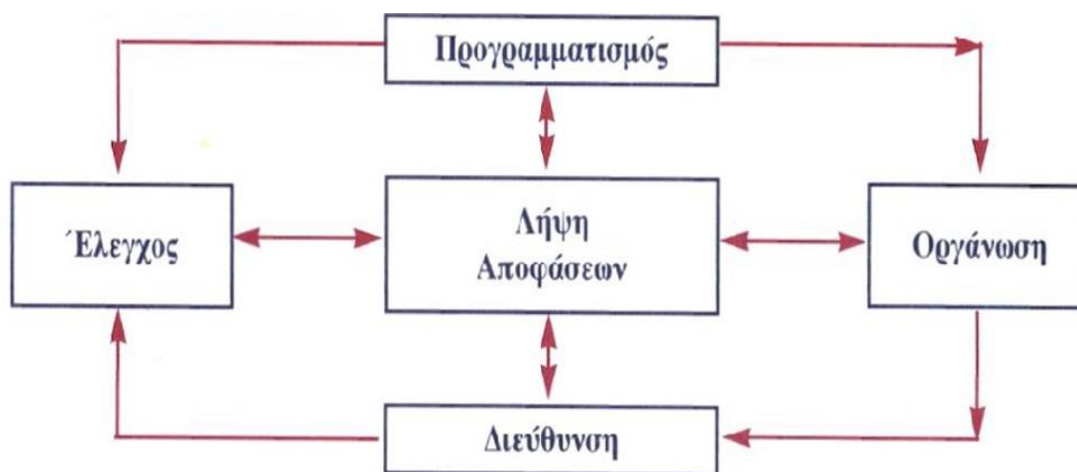 Προγραμματισμός
Έλεγχος
Λήψη
Αποφάσεων
Οργάνωση
Διεύθυνση